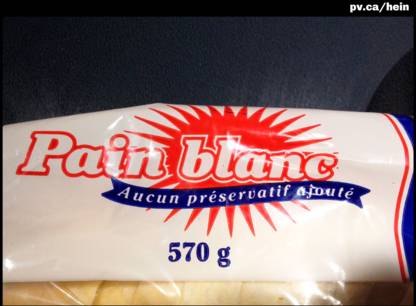 pv.ca/hein
Pain blanc
Aucun préservatif ajouté
570 g